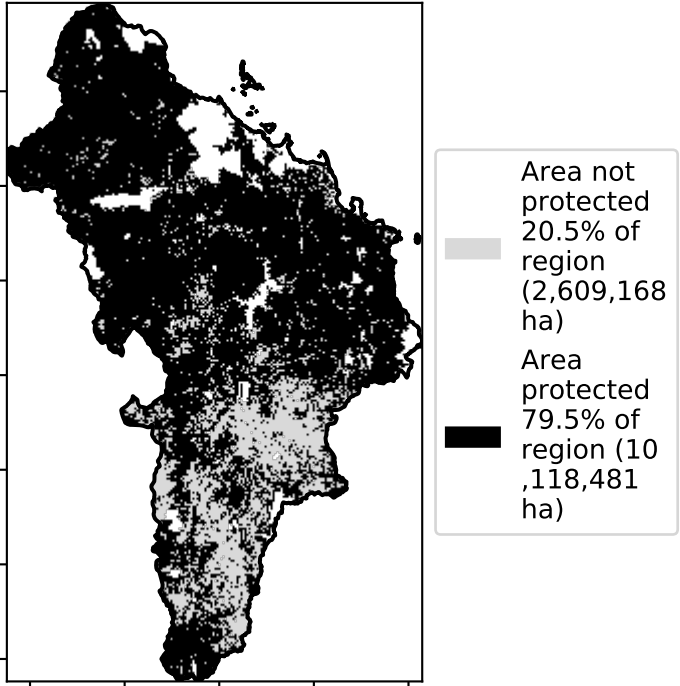 Area not
protected
20.5% of
region
(2,609,168
ha)
Area
protected
79.5% of
region (10
,118,481
ha)